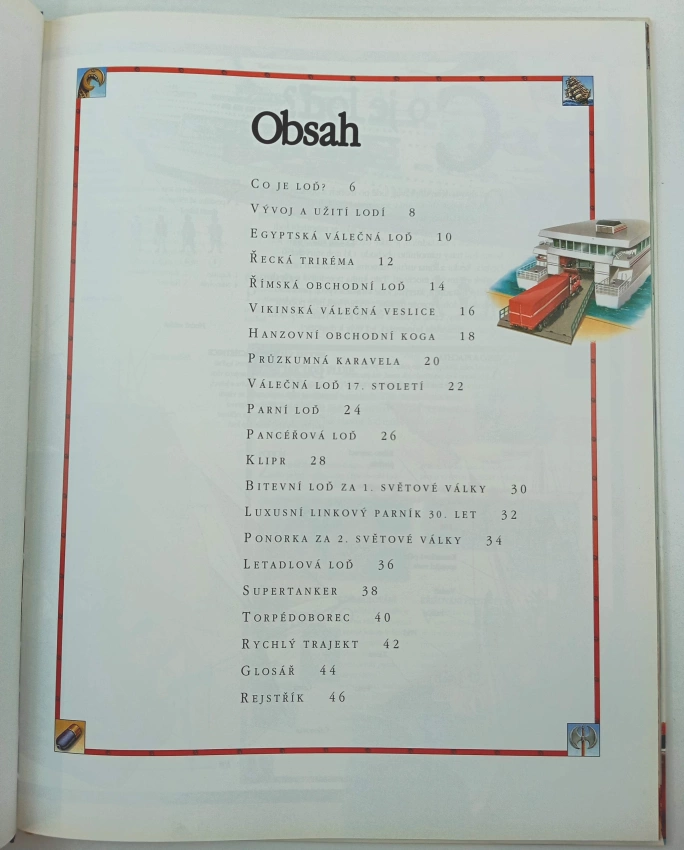 Obsah
Co je loď? 6
Vývoj a užití lodí 8
Egyptská válečná loď 10
Řecká triréma 12
Římská obchodní loď 14
Vikinská válečná veslice 16
Hanzovní obchodní koga 18
Průzkumná karavela 20
Válečná loď 17. století 22
Parní loď 24
Pancéřová loď 26
Klipr 28
Bitevní loď za 1. světové války 30
Luxusní linkový parník 30. let 32
Ponorka za 2. světové války 34
Letadlová loď 36
Supertanker 38
Torpédoborec 40
Rychlý trajekt 42
Glosář 44
Rejstřík 46